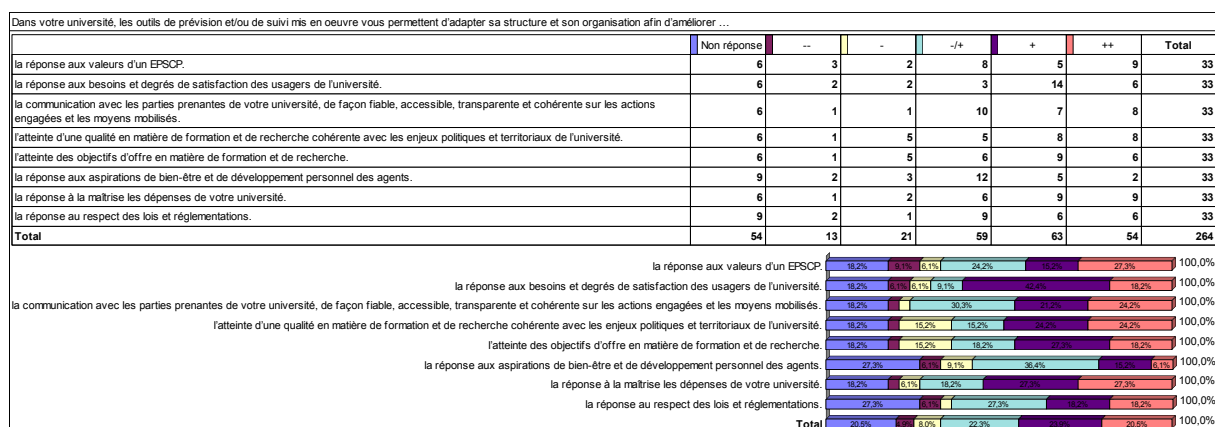 Dans votre université, les outils de prévision et/ou de suivi mis en oeuvre vous permettent d'adapter sa structure et son organisation afin d'améliorer …
Non réponse -- - -/+ + ++ Total
la réponse aux valeurs d'un EPSCP. 6 3 2 8 5 9 33
la réponse aux besoins et degrés de satisfaction des usagers de l'université. 6 2 2 3 14 6 33
la communication avec les parties prenantes de votre université, de façon fiable, accessible, transparente et cohérente sur les actions
engagées et les moyens mobilisés. 6 1 1 10 7 8 33
l'atteinte d'une qualité en matière de formation et de recherche cohérente avec les enjeux politiques et territoriaux de l'université. 6 1 5 5 8 8 33
l'atteinte des objectifs d'offre en matière de formation et de recherche. 6 1 5 6 9 6 33
la réponse aux aspirations de bien-être et de développement personnel des agents. 9 2 3 12 5 2 33
la réponse à la maîtrise les dépenses de votre université. 6 1 2 6 9 9 33
la réponse au respect des lois et réglementations. 9 2 1 9 6 6 33
Total 54 13 21 59 63 54 264
la réponse aux valeurs d'un EPSCP. 18,2% 9,1% 6,1% 24,2% 15,2% 27,3% 100,0%
la réponse aux besoins et degrés de satisfaction des usagers de l'université. 18,2% 6,1% 6,1% 9,1% 42,4% 18,2% 100,0%
la communication avec les parties prenantes de votre université, de façon fiable, accessible, transparente et cohérente sur les actions engagées et les moyens mobilisés. 18,2% 30,3% 21,2% 24,2% 100,0%
l'atteinte d'une qualité en matière de formation et de recherche cohérente avec les enjeux politiques et territoriaux de l'université. 18,2% 15,2% 15,2% 24,2% 24,2% 100,0%
l'atteinte des objectifs d'offre en matière de formation et de recherche. 18,2% 15,2% 18,2% 27,3% 18,2% 100,0%
la réponse aux aspirations de bien-être et de développement personnel des agents. 27,3% 6,1% 9,1% 36,4% 15,2% 6,1% 100,0%
la réponse à la maîtrise les dépenses de votre université. 18,2% 6,1% 18,2% 27,3% 27,3% 100,0%
la réponse au respect des lois et réglementations. 27,3% 6,1% 27,3% 18,2% 18,2% 100,0%
Total 20,5% 4,9% 8,0% 22,3% 23,9% 20,5% 100,0%